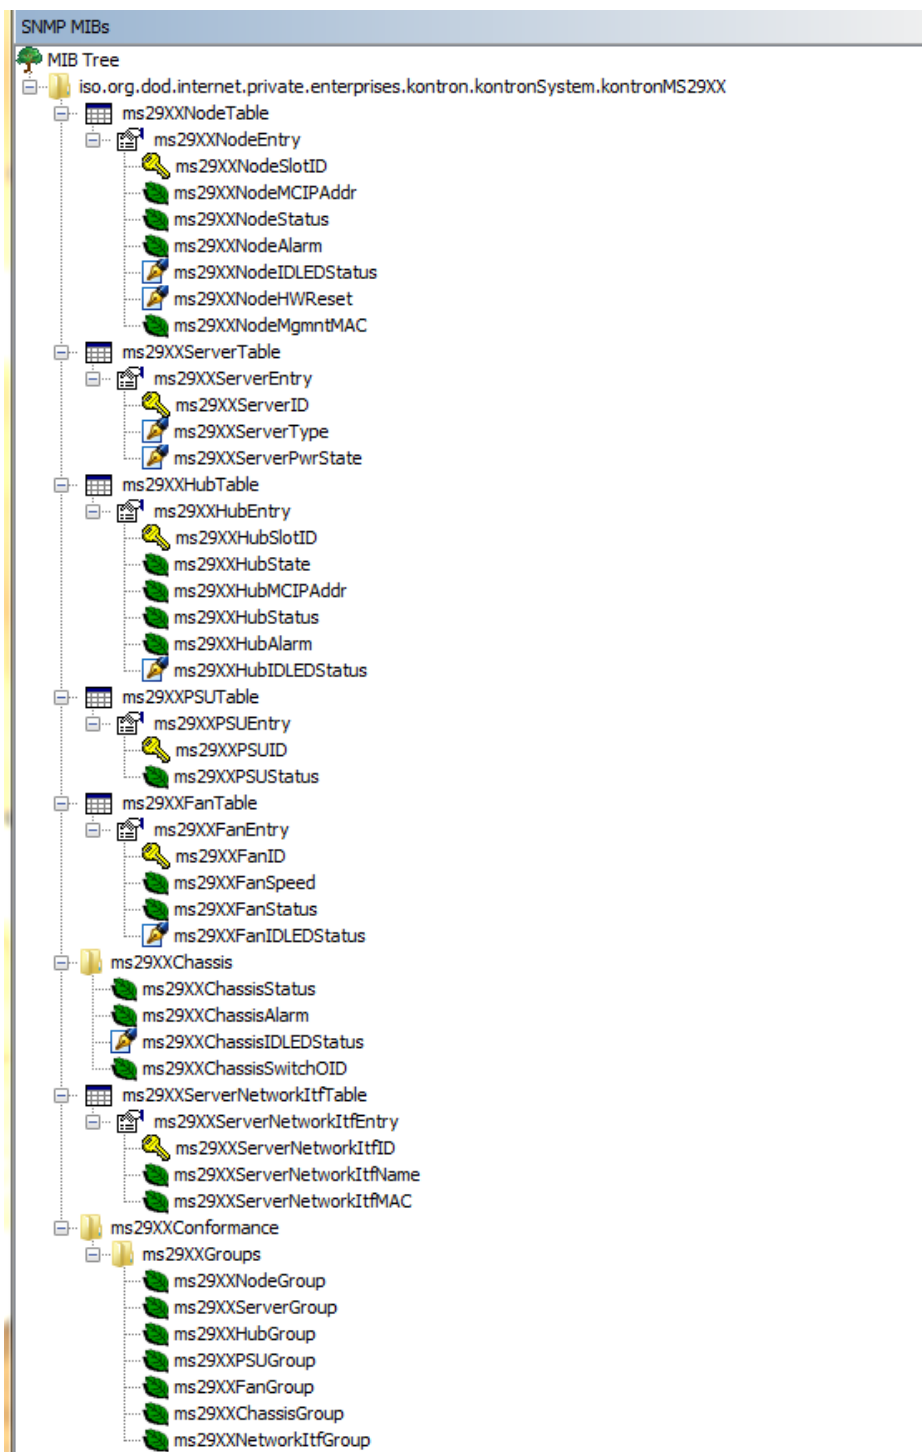 SNMP MIBs
MIB Tree
iso.org.dod.internet.private.enterprises.kontron.kontronSystem.kontronMS29XX
ms29XXNodeTable
ms29XXNodeEntry
ms29XXNodeSlotID
ms29XXNodeMCIPAddr
ms29XXNodeStatus
ms29XXNodeAlarm
ms29XXNodeIDLEDStatus
ms29XXNodeHWReset
ms29XXNodeMgmntMAC
ms29XXServerTable
ms29XXServerEntry
ms29XXServerID
ms29XXServerType
ms29XXServerPwrState
ms29XXHubTable
ms29XXHubEntry
ms29XXHubSlotID
ms29XXHubState
ms29XXHubMCIPAddr
ms29XXHubStatus
ms29XXHubAlarm
ms29XXHubIDLEDStatus
ms29XXPSUTable
ms29XXPSUEntry
ms29XXPSUID
ms29XXPSUStatus
ms29XXFanTable
ms29XXFanEntry
ms29XXFanID
ms29XXFanSpeed
ms29XXFanStatus
ms29XXFanIDLEDStatus
ms29XXChassis
ms29XXChassisStatus
ms29XXChassisAlarm
ms29XXChassisIDLEDStatus
ms29XXChassisSwitchOID
ms29XXServerNetworkItfTable
ms29XXServerNetworkItfEntry
ms29XXServerNetworkItfID
ms29XXServerNetworkItfName
ms29XXServerNetworkItfMAC
ms29XXConformance
ms29XXGroups
ms29XXNodeGroup
ms29XXServerGroup
ms29XXHubGroup
ms29XXPSUGroup
ms29XXFanGroup
ms29XXChassisGroup
ms29XXNetworkItfGroup